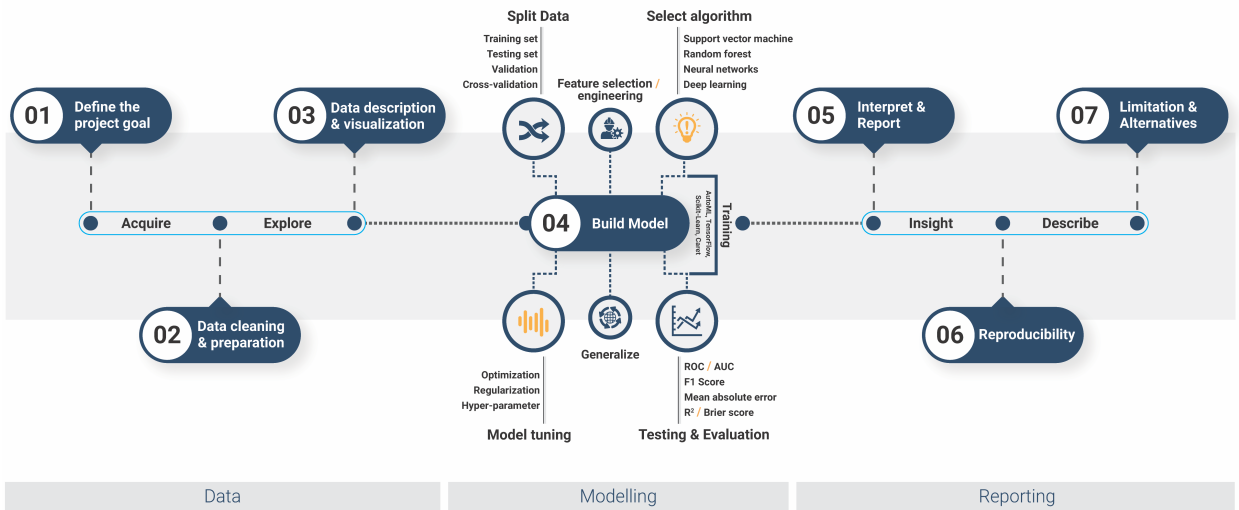 Split Data
Training set
Testing set
Validation
Cross-validation
Feature selection /
engineering
Select algorithm
Support vector machine
Random forest
Neural networks
Deep learning
01
Define the
project goal
03
Data description
& visualization
05
Interpret &
Report
07
Limitation &
Alternatives
Acquire
Explore
04
Build Model
AutoML, TensorFlow,
Scikit-Learn, Caret
Training
Insight
Describe
02
Data cleaning
& preparation
06
Reproducibility
Generalize
Optimization
Regularization
Hyper-parameter
Model tuning
ROC / AUC
F1 Score
Mean absolute error
R² / Brier score
Testing & Evaluation
Data
Modelling
Reporting